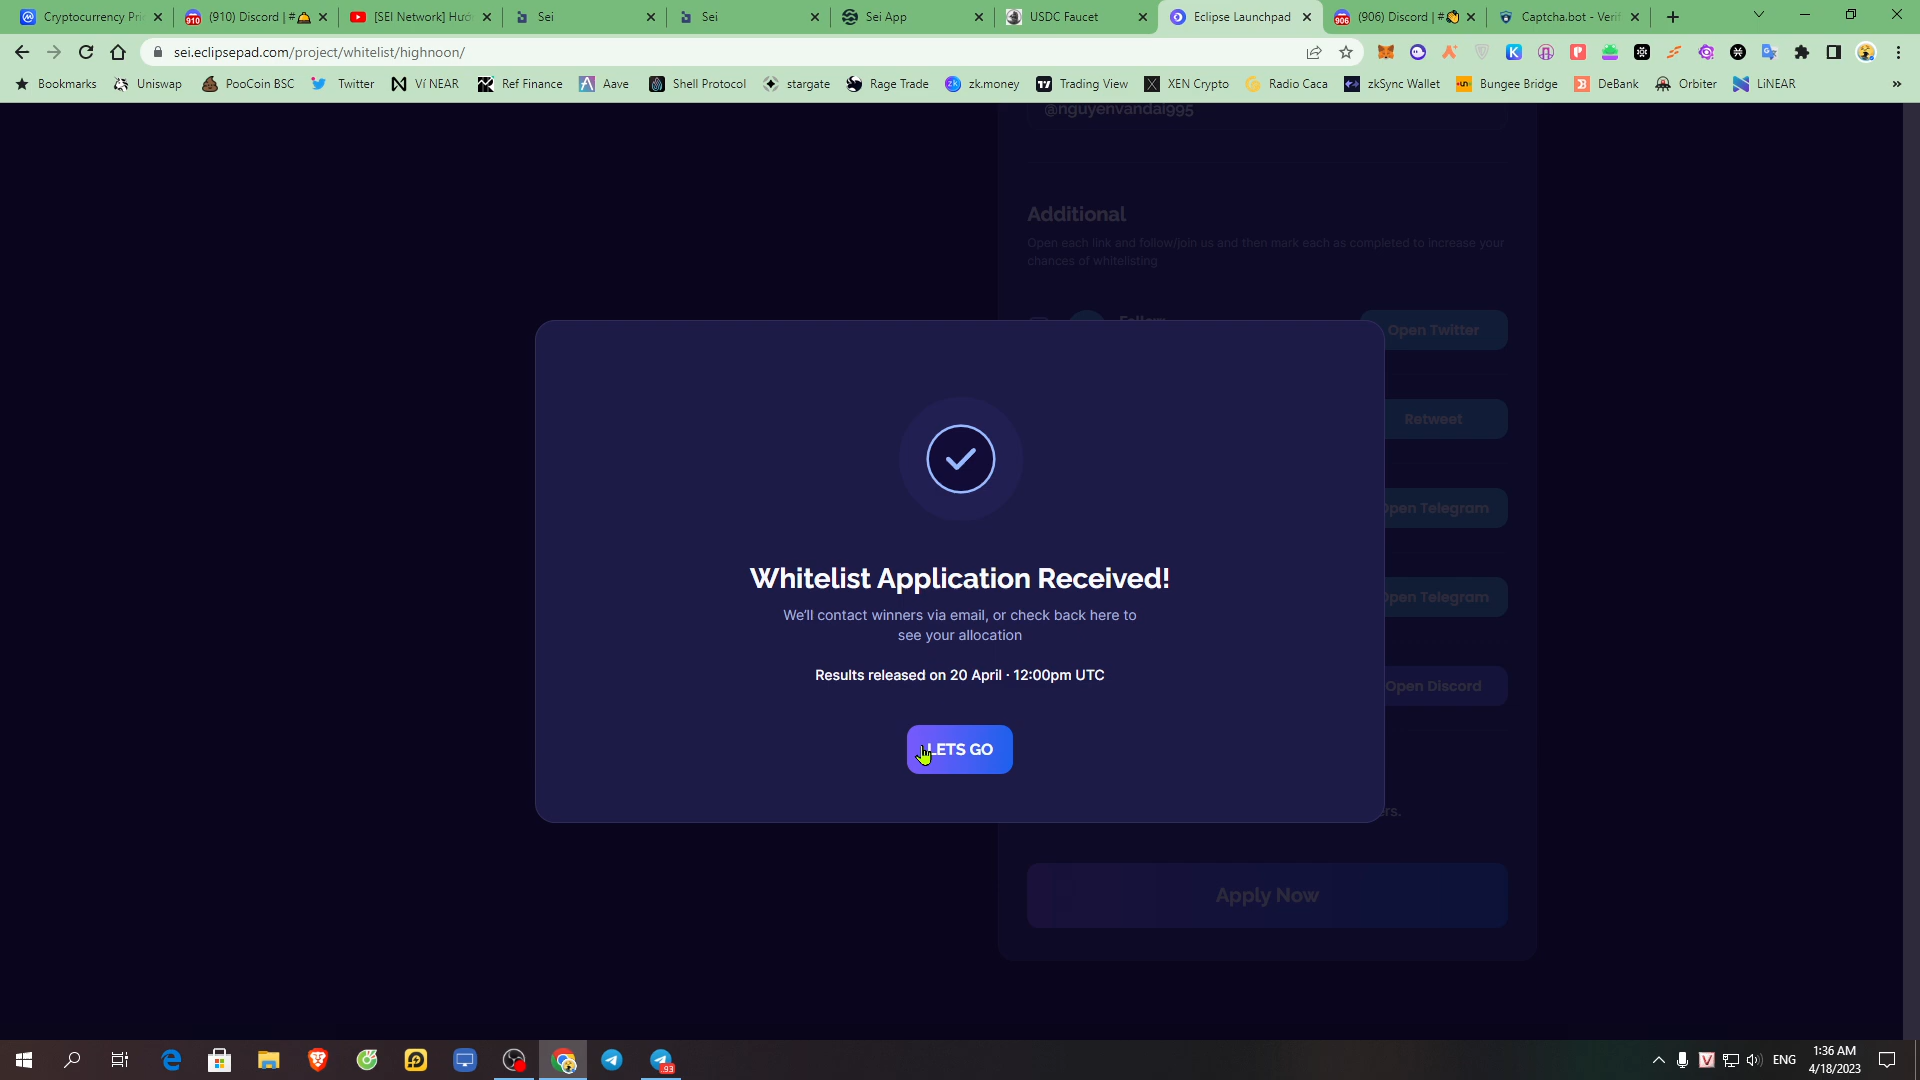 Cryptocurrency Pri
(910) Discord | #
[SEI Network] Hướ
Sei
Sei
Sei App
USDC Faucet
Eclipse Launchpad
(906) Discord | #
Captcha.bot - Verif
sei.eclipsepad.com/project/whitelist/highnoon/
Bookmarks
Uniswap
PooCoin BSC
Twitter
Ví NEAR
Ref Finance
Aave
Shell Protocol
stargate
Rage Trade
zk.money
Trading View
XEN Crypto
Radio Caca
zkSync Wallet
Bungee Bridge
DeBank
Orbiter
LiNEAR
@nguyenvandai995
Additional
Open each link and follow/join us and then mark each as completed to increase your
chances of whitelisting
Follow
Open Twitter
Retweet
Open Telegram
Open Telegram
Open Discord
Whitelist Application Received!
We'll contact winners via email, or check back here to
see your allocation
Results released on 20 April · 12:00pm UTC
LETS GO
Apply Now
.93
ENG
1:36 AM
4/18/2023